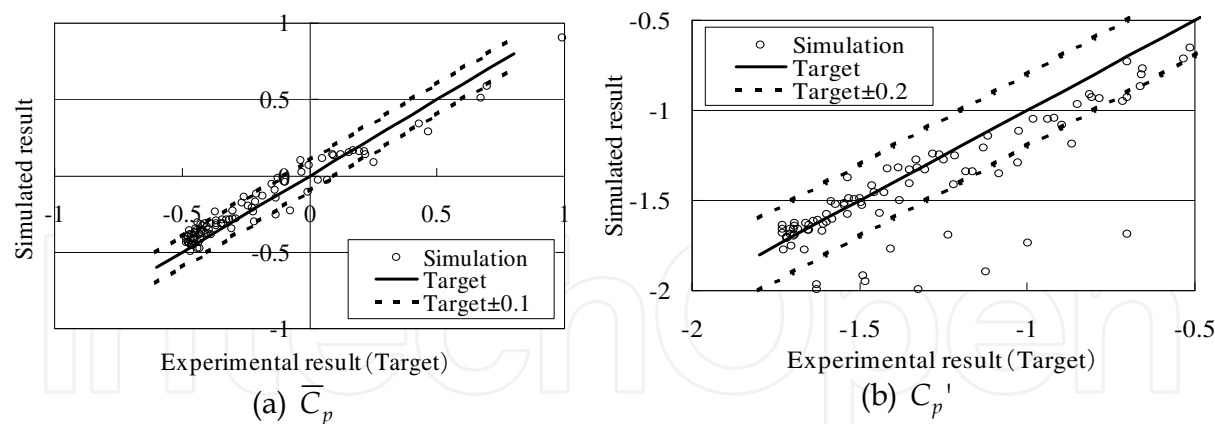 1
0.5
0
-0.5
-1
-1
-0.5
0
0.5
1
Simulated result
Experimental result (Target)
Simulation
Target
Target±0.1
(a) C̅p
-0.5
-1
-1.5
-2
-2
-1.5
-1
-0.5
Simulated result
Experimental result (Target)
Simulation
Target
Target±0.2
(b) Cp'
IntechOpen